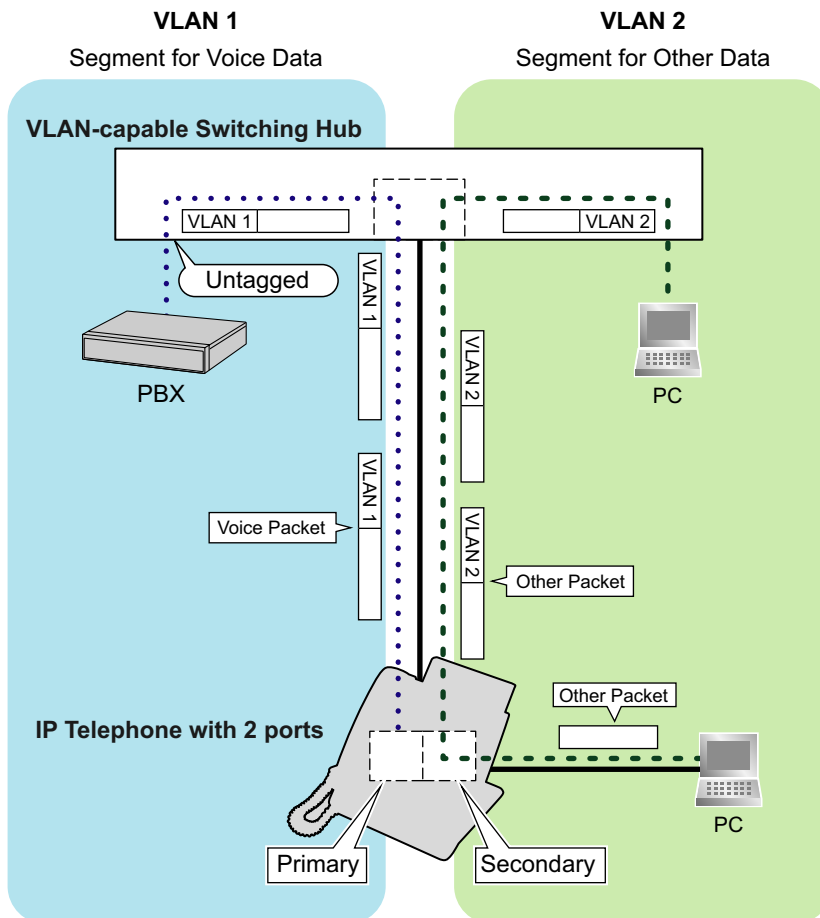 VLAN 1
Segment for Voice Data
VLAN 2
Segment for Other Data
VLAN-capable Switching Hub
VLAN 1
VLAN 2
Untagged
PBX
PC
VLAN 1
VLAN 2
VLAN 1
VLAN 2
Voice Packet
Other Packet
Other Packet
IP Telephone with 2 ports
PC
Primary
Secondary